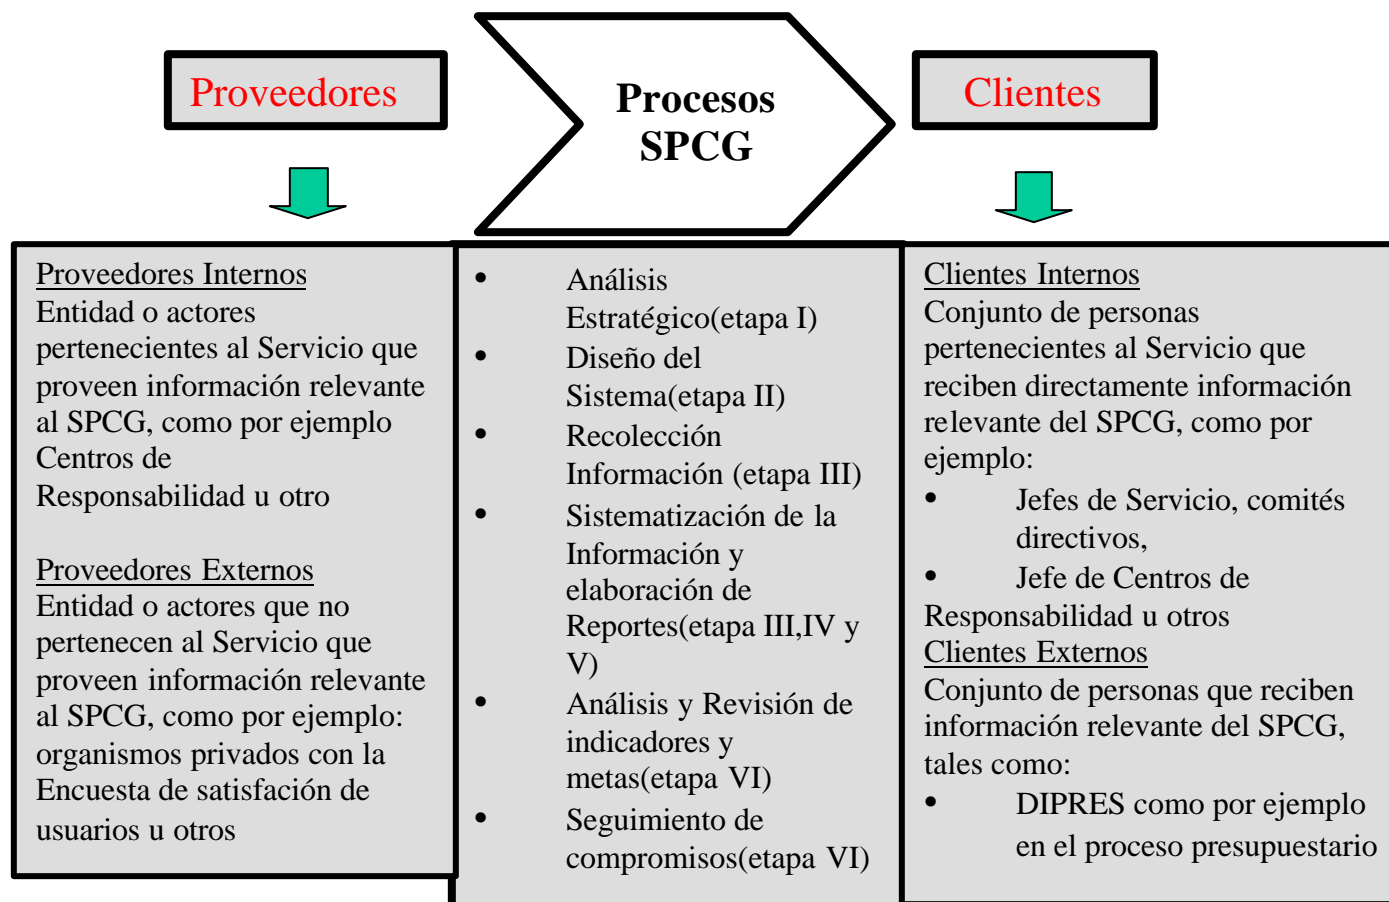 Proveedores
Procesos
SPCG
Clientes
Proveedores Internos
Entidad o actores
pertenecientes al Servicio que
proveen información relevante
al SPCG, como por ejemplo
Centros de
Responsabilidad u otro
Proveedores Externos
Entidad o actores que no
pertenecen al Servicio que
proveen información relevante
al SPCG, como por ejemplo:
organismos privados con la
Encuesta de satisfacción de
usuarios u otros
• Análisis
Estratégico(etapa I)
• Diseño del
Sistema(etapa II)
• Recolección
Información (etapa III)
• Sistematización de la
Información y
elaboración de
Reportes(etapa III,IV y
V)
• Análisis y Revisión de
indicadores y
metas(etapa VI)
• Seguimiento de
compromisos(etapa VI)
Clientes Internos
Conjunto de personas
pertenecientes al Servicio que
reciben directamente información
relevante del SPCG, como por
ejemplo:
• Jefes de Servicio, comités
directivos,
• Jefe de Centros de
Responsabilidad u otros
Clientes Externos
Conjunto de personas que reciben
información relevante del SPCG,
tales como:
• DIPRES como por ejemplo
en el proceso presupuestario